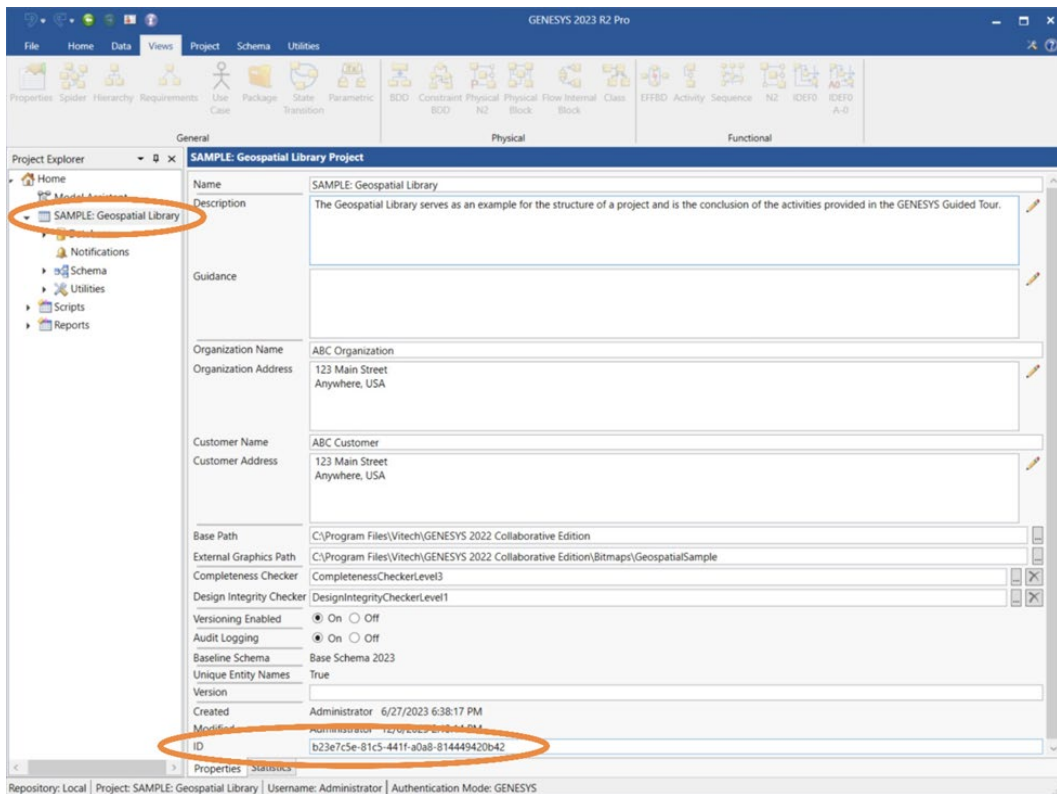 GENESYS 2023 R2 Pro
File Home Data Views Project Schema Utilities
Properties Spider Hierarchy Requirements Use Case Package State Transition Parametric BDD Constraint BDD Physical N2 Physical Block Flow Internal Block Class EFFBD Activity Sequence N2 IDEF0 IDEF0 A-0
General Physical Functional
Project Explorer
SAMPLE: Geospatial Library Project
Home
Model Assistant
SAMPLE: Geospatial Library
Notifications
Schema
Utilities
Scripts
Reports
Name SAMPLE: Geospatial Library
Description The Geospatial Library serves as an example for the structure of a project and is the conclusion of the activities provided in the GENESYS Guided Tour.
Guidance
Organization Name ABC Organization
Organization Address 123 Main Street
Anywhere, USA
Customer Name ABC Customer
Customer Address 123 Main Street
Anywhere, USA
Base Path C:\Program Files\Vitech\GENESYS 2022 Collaborative Edition
External Graphics Path C:\Program Files\Vitech\GENESYS 2022 Collaborative Edition\Bitmaps\GeospatialSample
Completeness Checker CompletenessCheckerLevel3
Design Integrity Checker DesignIntegrityCheckerLevel1
Versioning Enabled On Off
Audit Logging On Off
Baseline Schema Base Schema 2023
Unique Entity Names True
Version
Created Administrator 6/27/2023 6:38:17 PM
Modified Administrator
ID b23e7c5e-81c5-441f-a0a8-814449420b42
Properties Statistics
Repository: Local Project: SAMPLE: Geospatial Library Username: Administrator Authentication Mode: GENESYS